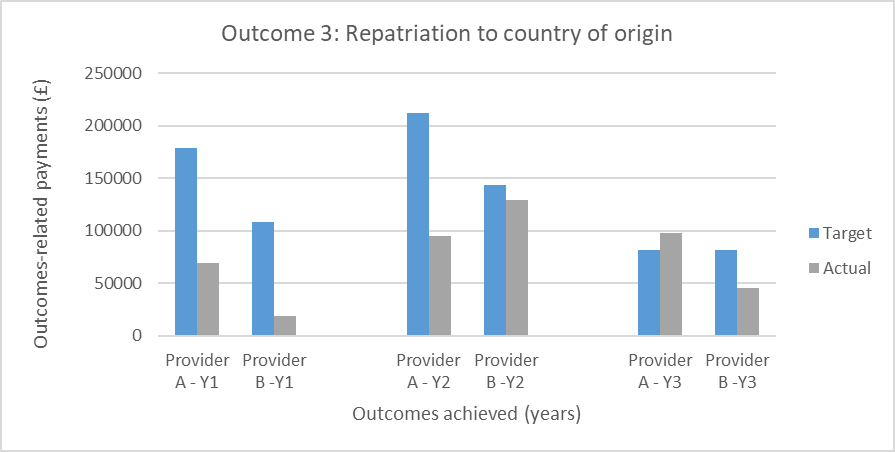 Outcome 3: Repatriation to country of origin
Outcomes-related payments (£)
250000
200000
150000
100000
50000
0
Provider A - Y1
Provider B -Y1
Provider A - Y2
Provider B -Y2
Provider A - Y3
Provider B -Y3
Outcomes achieved (years)
Target
Actual